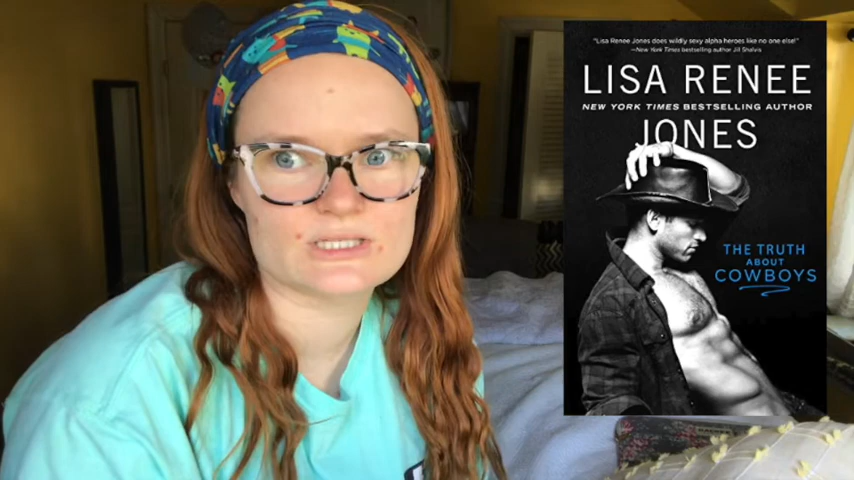 "Lisa Renee Jones does wildly sexy alpha heroes like no one else!"
—New York Times bestselling author Jill Shalvis
LISA RENEE
NEW YORK TIMES BESTSELLING AUTHOR
JONES
THE TRUTH
ABOUT
COWBOYS